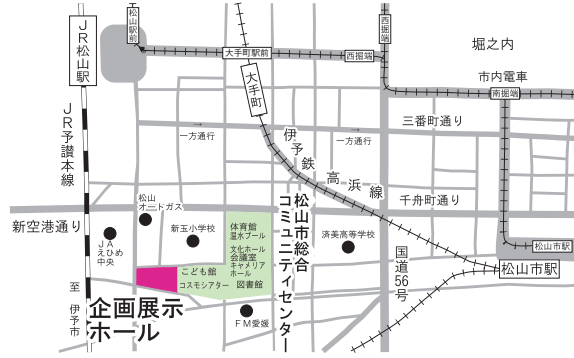 JR松山駅
松山駅前
大手町駅前
西堀端
西堀端
堀之内
市内電車
南堀端
大手町
JR予讃本線
→
一方通行
→
一方通行
三番町通り
伊予鉄高浜線
千舟町通り
新空港通り
松山
オードガス
新玉小学校
JA
えひめ
中央
体育館
温水プール
文化ホール
会議室
キャメリア
ホール
こども館
コスモシアター
図書館
松山市総合
コミュニティセンター
済美高等学校
国道56号
松山市駅
松山市駅
至伊予市
企画展示
ホール
FM愛媛